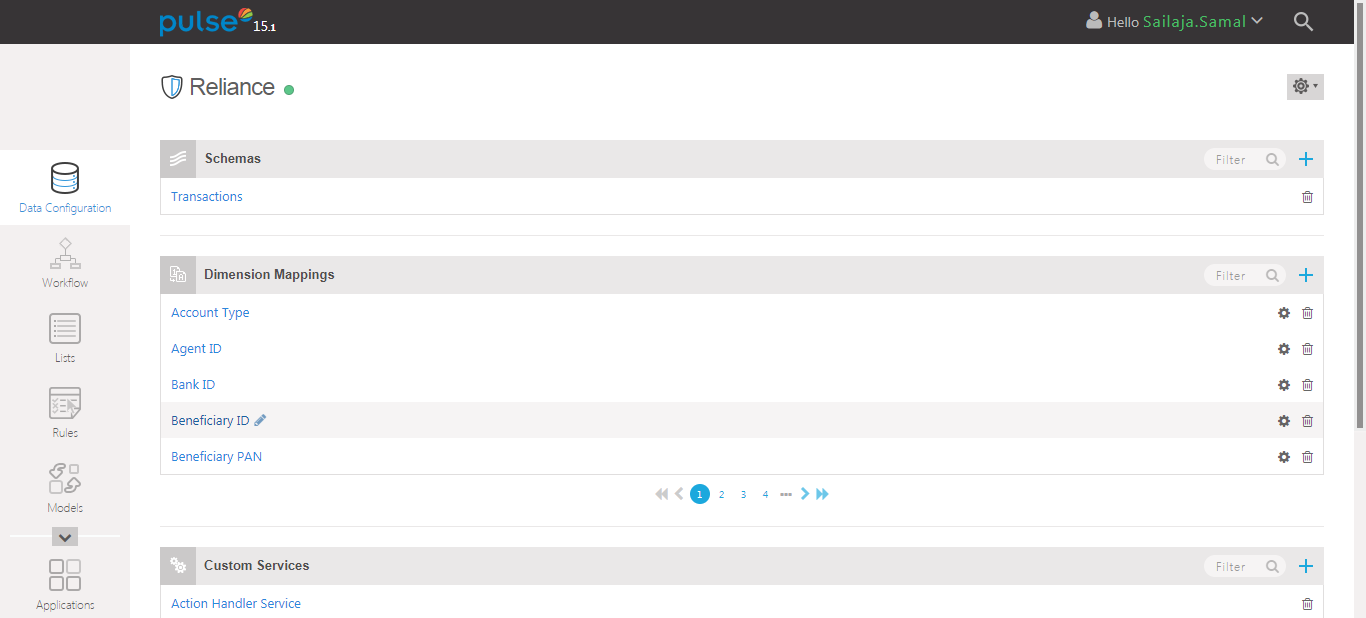 pulse 15.1
Hello Sailaja.Samal
Reliance
Data Configuration
Workflow
Lists
Rules
Models
Applications
Schemas
Filter
Transactions
Dimension Mappings
Filter
Account Type
Agent ID
Bank ID
Beneficiary ID
Beneficiary PAN
1 2 3 4
Custom Services
Filter
Action Handler Service